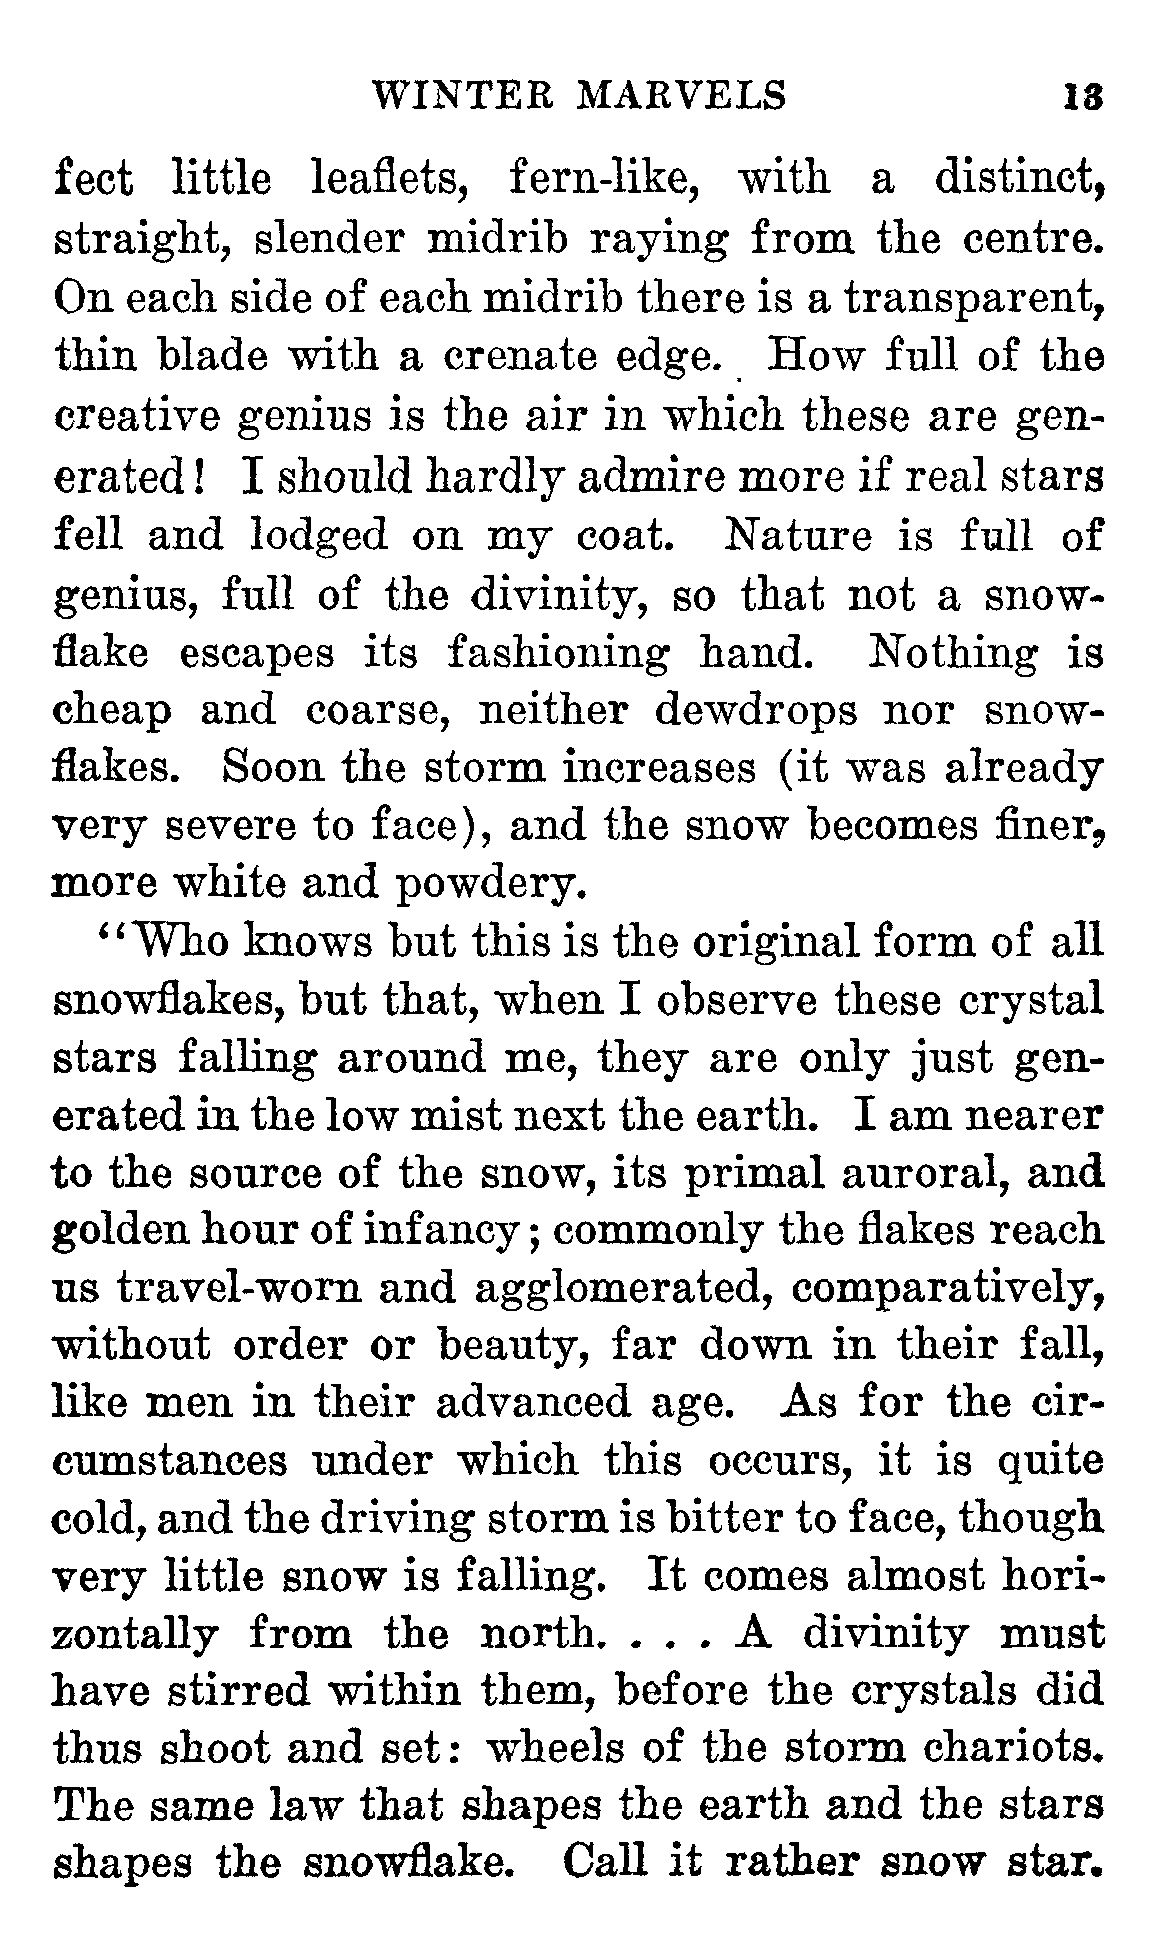 WINTER MARVELS 13
fect little leaflets, fern-like, with a distinct,
straight, slender midrib raying from the centre.
On each side of each midrib there is a transparent,
thin blade with a crenate edge. How full of the
creative genius is the air in which these are gen-
erated! I should hardly admire more if real stars
fell and lodged on my coat. Nature is full of
genius, full of the divinity, so that not a snow-
flake escapes its fashioning hand. Nothing is
cheap and coarse, neither dewdrops nor snow-
flakes. Soon the storm increases (it was already
very severe to face), and the snow becomes finer,
more white and powdery.
“Who knows but this is the original form of all
snowflakes, but that, when I observe these crystal
stars falling around me, they are only just gen-
erated in the low mist next the earth. I am nearer
to the source of the snow, its primal auroral, and
golden hour of infancy; commonly the flakes reach
us travel-worn and agglomerated, comparatively,
without order or beauty, far down in their fall,
like men in their advanced age. As for the cir-
cumstances under which this occurs, it is quite
cold, and the driving storm is bitter to face, though
very little snow is falling. It comes almost hori-
zontally from the north. . . . A divinity must
have stirred within them, before the crystals did
thus shoot and set: wheels of the storm chariots.
The same law that shapes the earth and the stars
shapes the snowflake. Call it rather snow star.